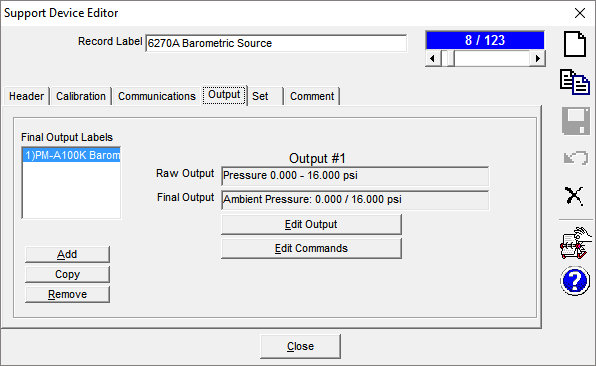 Support Device Editor
Record Label 6270A Barometric Source 8 / 123
Header Calibration Communications Output Set Comment
Final Output Labels
1)PM-A100K Barom
Output #1
Raw Output Pressure 0.000 - 16.000 psi
Final Output Ambient Pressure: 0.000 / 16.000 psi
Edit Output
Edit Commands
Add
Copy
Remove
?
Close